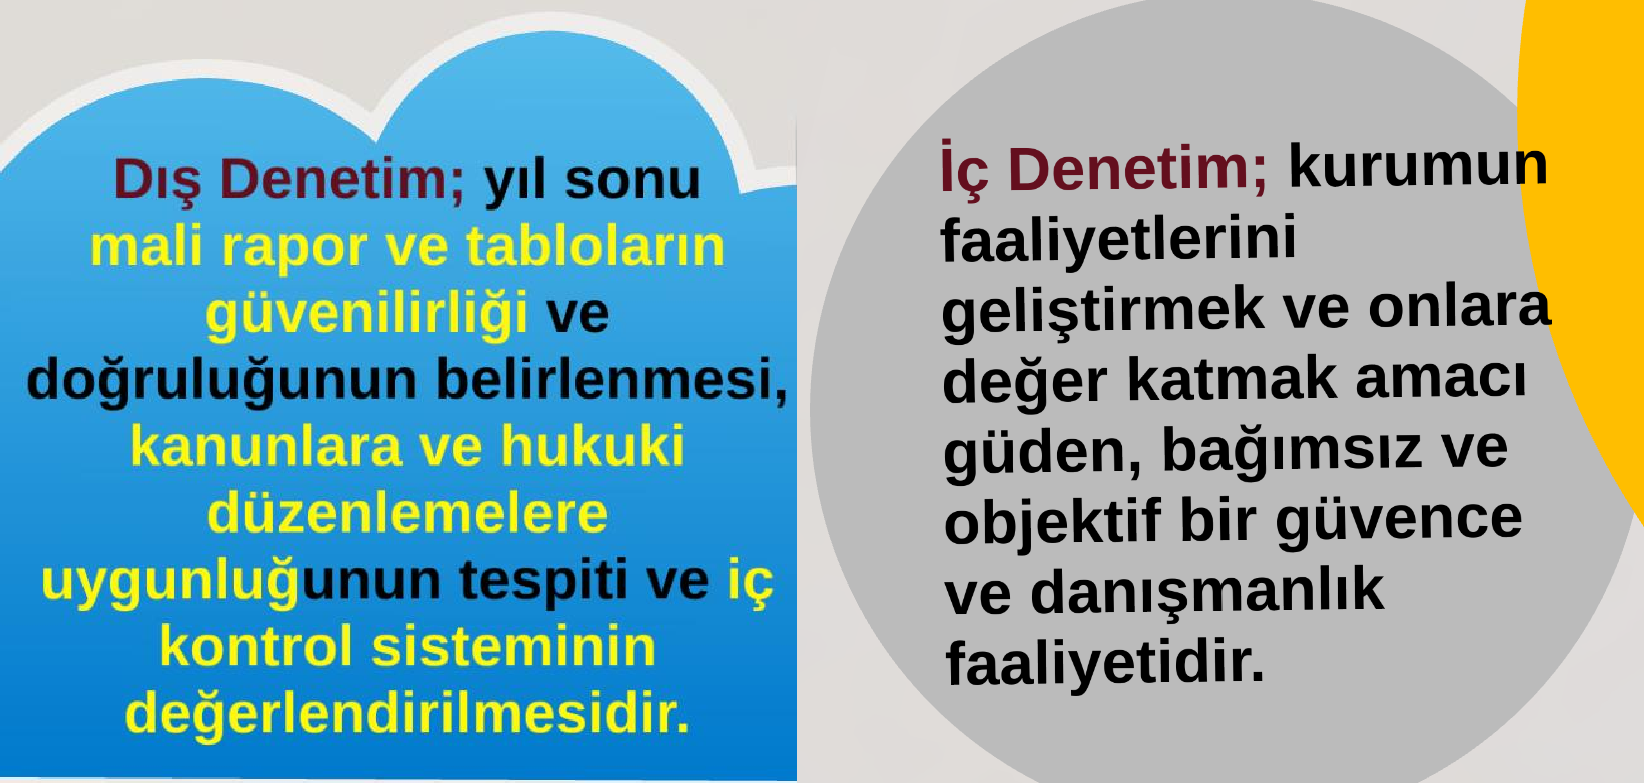 Dış Denetim; yıl sonu
mali rapor ve tabloların
güvenilirliği ve
doğruluğunun belirlenmesi,
kanunlara ve hukuki
düzenlemelere
uygunluğunun tespiti ve iç
kontrol sisteminin
değerlendirilmesidir.
İç Denetim; kurumun
faaliyetlerini
geliştirmek ve onlara
değer katmak amacı
güden, bağımsız ve
objektif bir güvence
ve danışmanlık
faaliyetidir.